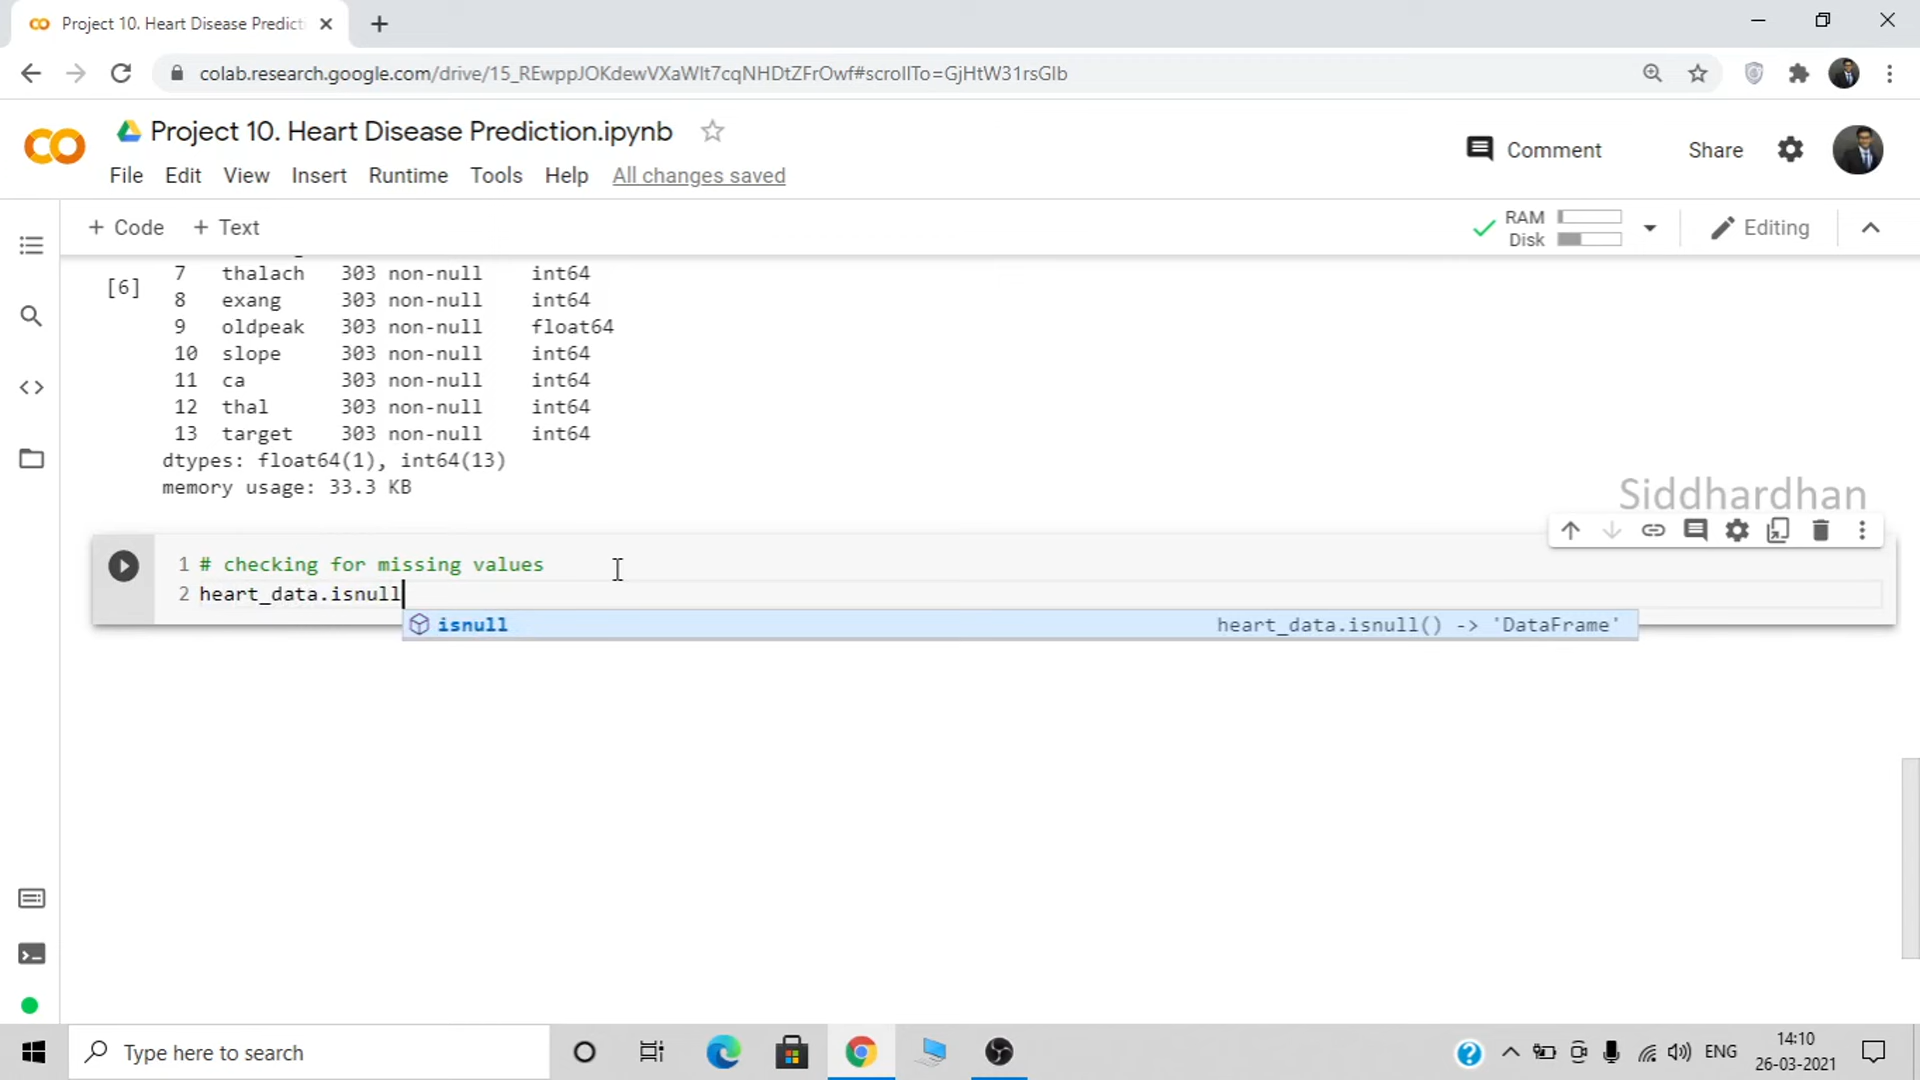 Project 10. Heart Disease Predicti
colab.research.google.com/drive/15_REwppJOKdewVXaWIt7cqNHDtZFrOwf#scrollTo=GjHtW31rsGlb
Project 10. Heart Disease Prediction.ipynb
Comment
Share
File Edit View Insert Runtime Tools Help All changes saved
+ Code + Text
RAM
Disk
Editing
[6]
7 thalach 303 non-null int64
8 exang 303 non-null int64
9 oldpeak 303 non-null float64
10 slope 303 non-null int64
11 ca 303 non-null int64
12 thal 303 non-null int64
13 target 303 non-null int64
dtypes: float64(1), int64(13)
memory usage: 33.3 KB
Siddhardhan
1 # checking for missing values
2 heart_data.isnull
isnull heart_data.isnull() -> 'DataFrame'
Type here to search
ENG
14:10
26-03-2021